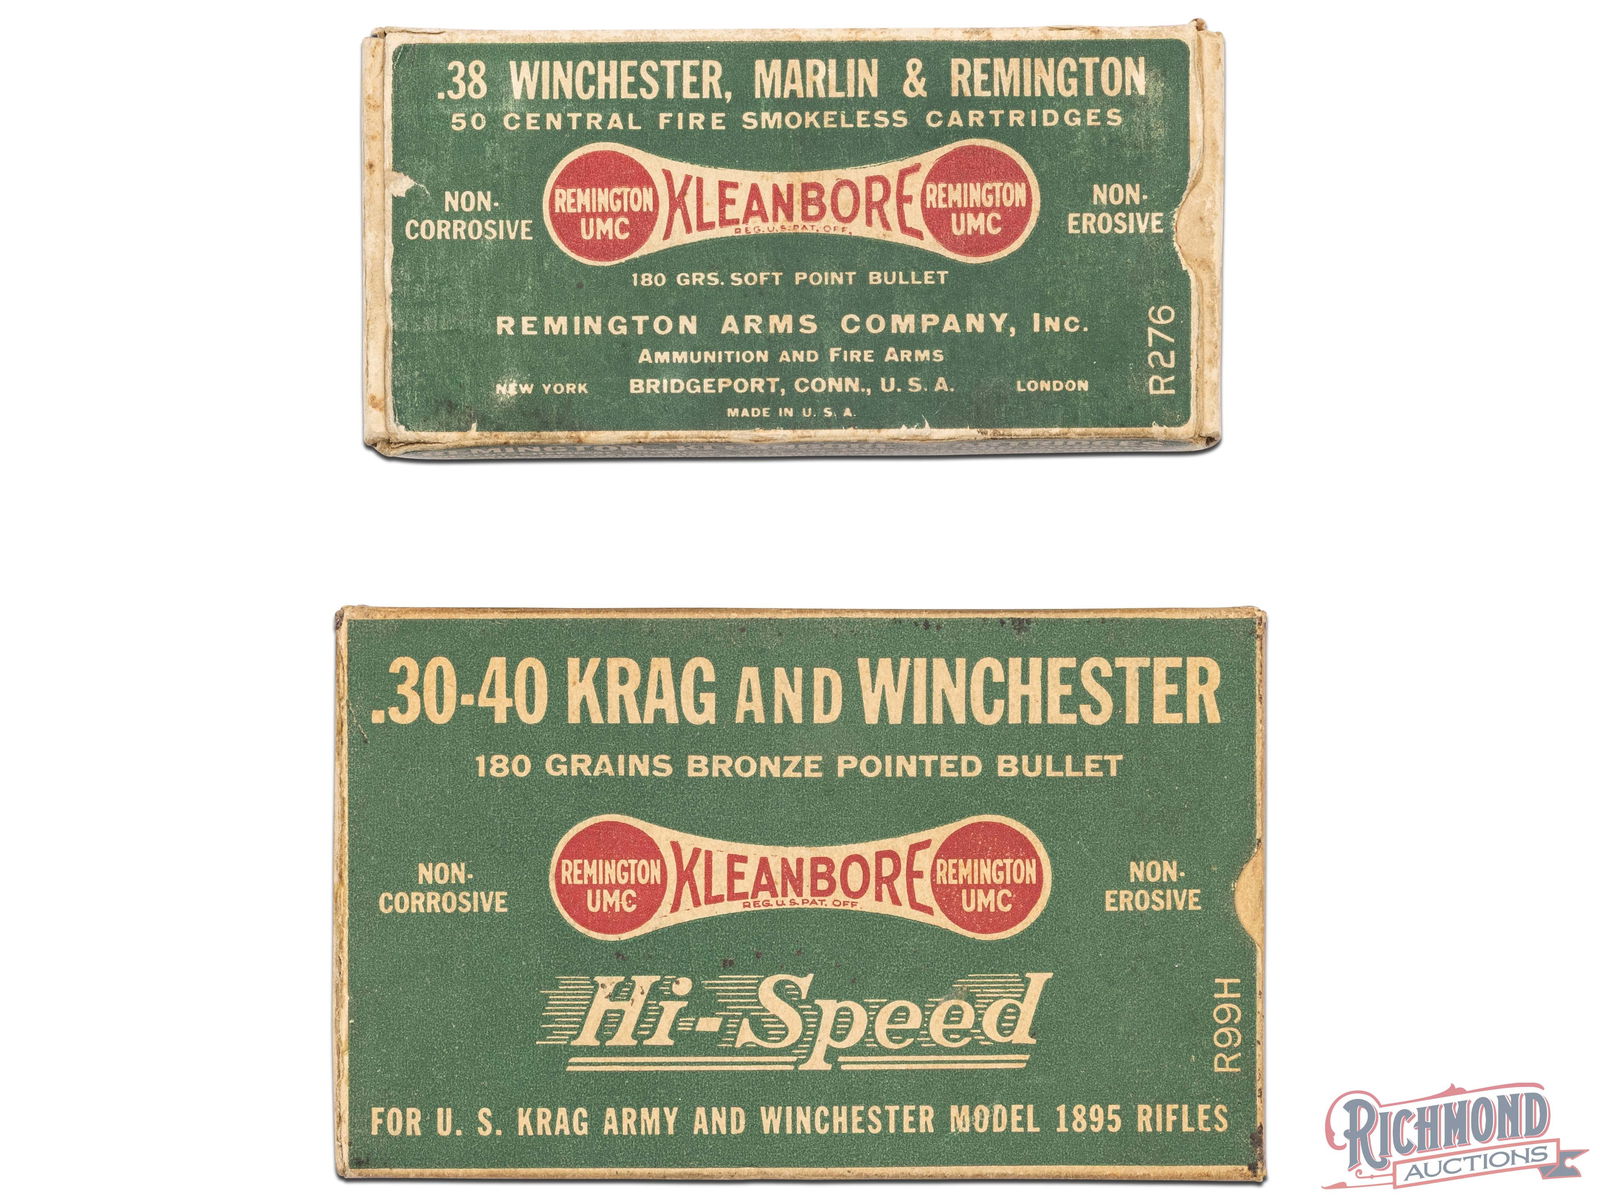 .38 WINCHESTER, MARLIN & REMINGTON
50 CENTRAL FIRE SMOKELESS CARTRIDGES
NON-
CORROSIVE
REMINGTON
UMC
KLEANBORE
REG. U.S. PAT. OFF.
REMINGTON
UMC
NON-
EROSIVE
180 GRS. SOFT POINT BULLET
REMINGTON ARMS COMPANY, INC.
AMMUNITION AND FIRE ARMS
NEW YORK BRIDGEPORT, CONN., U. S. A. LONDON
MADE IN U. S. A.
R276
.30-40 KRAG AND WINCHESTER
180 GRAINS BRONZE POINTED BULLET
NON-
CORROSIVE
REMINGTON
UMC
KLEANBORE
REG. U.S. PAT. OFF.
REMINGTON
UMC
NON-
EROSIVE
Hi-Speed
R99H
FOR U. S. KRAG ARMY AND WINCHESTER MODEL 1895 RIFLES
RICHMOND
AUCTIONS